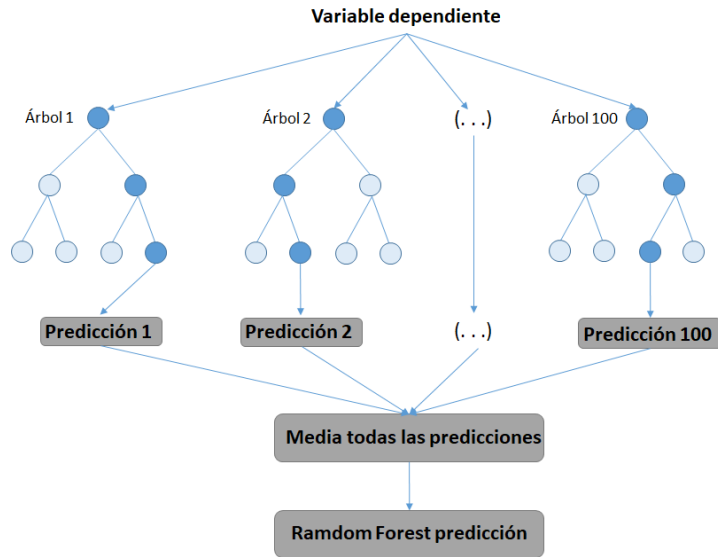 Variable dependiente
Árbol 1
Árbol 2
(. . .)
Árbol 100
Predicción 1
Predicción 2
(. . .)
Predicción 100
Media todas las predicciones
Ramdom Forest predicción